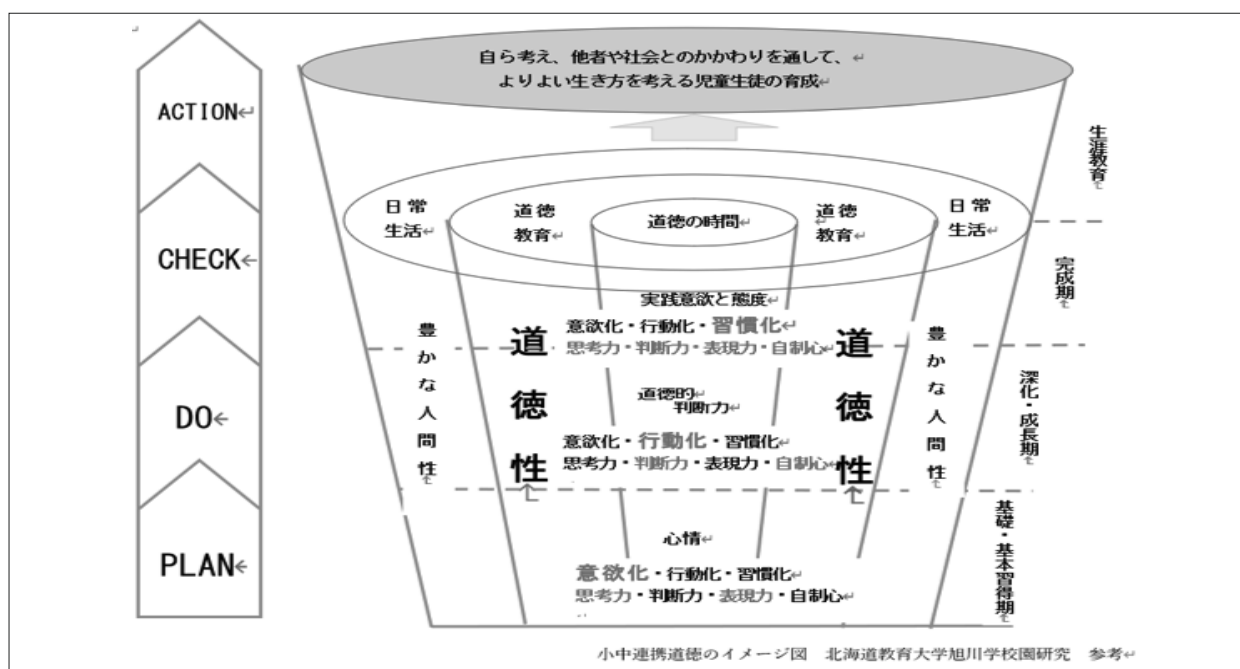 自ら考え、他者や社会とのかかわりを通して、
よりよい生き方を考える児童生徒の育成
ACTION
CHECK
DO
PLAN
生涯教育
完成期
深化・成長期
基礎・基本習得期
日常
生活
道徳
教育
道徳の時間
道徳
教育
日常
生活
実践意欲と態度
意欲化・行動化・習慣化
思考力・判断力・表現力・自制心
道徳的
判断力
意欲化・行動化・習慣化
思考力・判断力・表現力・自制心
心情
意欲化・行動化・習慣化
思考力・判断力・表現力・自制心
豊かな人間性
道徳性
道徳性
豊かな人間性
小中連携道徳のイメージ図 北海道教育大学旭川学校園研究 参考